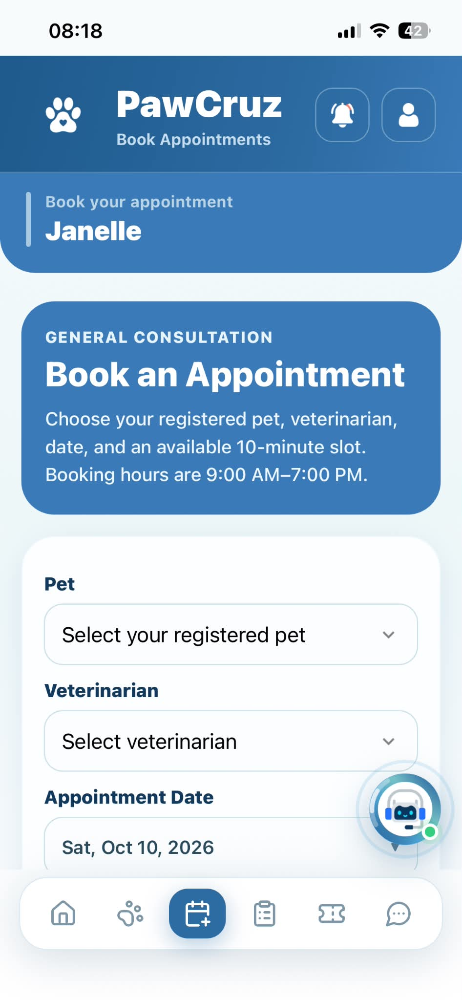 08:18
42
PawCruz
Book Appointments
Book your appointment
Janelle
GENERAL CONSULTATION
Book an Appointment
Choose your registered pet, veterinarian,
date, and an available 10-minute slot.
Booking hours are 9:00 AM–7:00 PM.
Pet
Select your registered pet
Veterinarian
Select veterinarian
Appointment Date
Sat, Oct 10, 2026